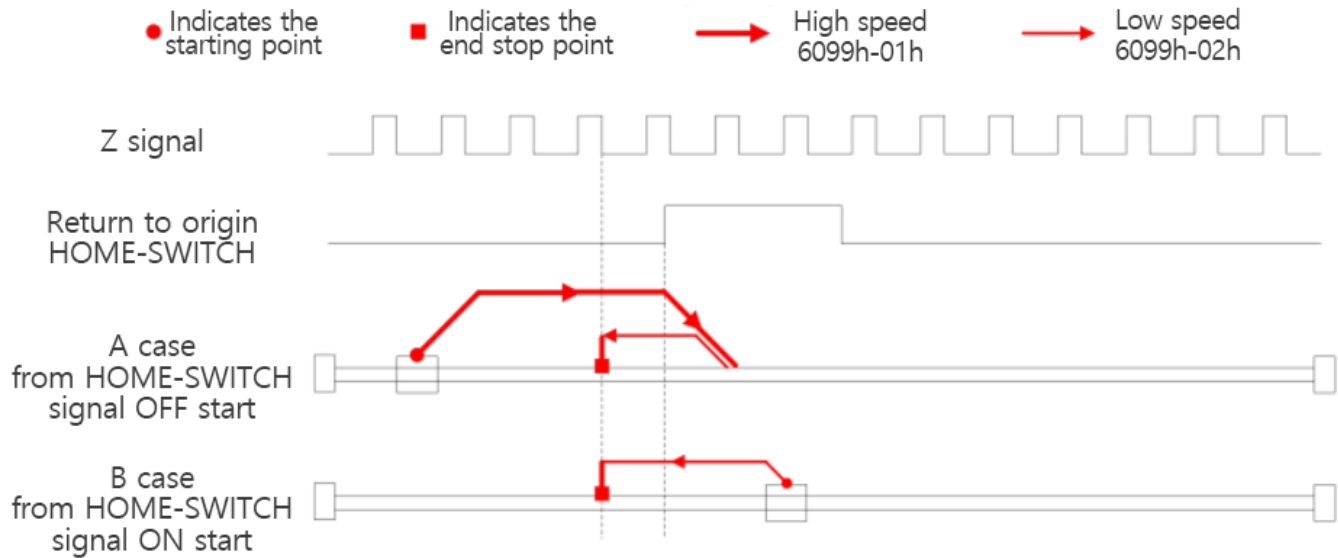 Indicates the
starting point
Indicates the
end stop point
High speed
6099h-01h
Low speed
6099h-02h
Z signal
Return to origin
HOME-SWITCH
A case
from HOME-SWITCH
signal OFF start
B case
from HOME-SWITCH
signal ON start